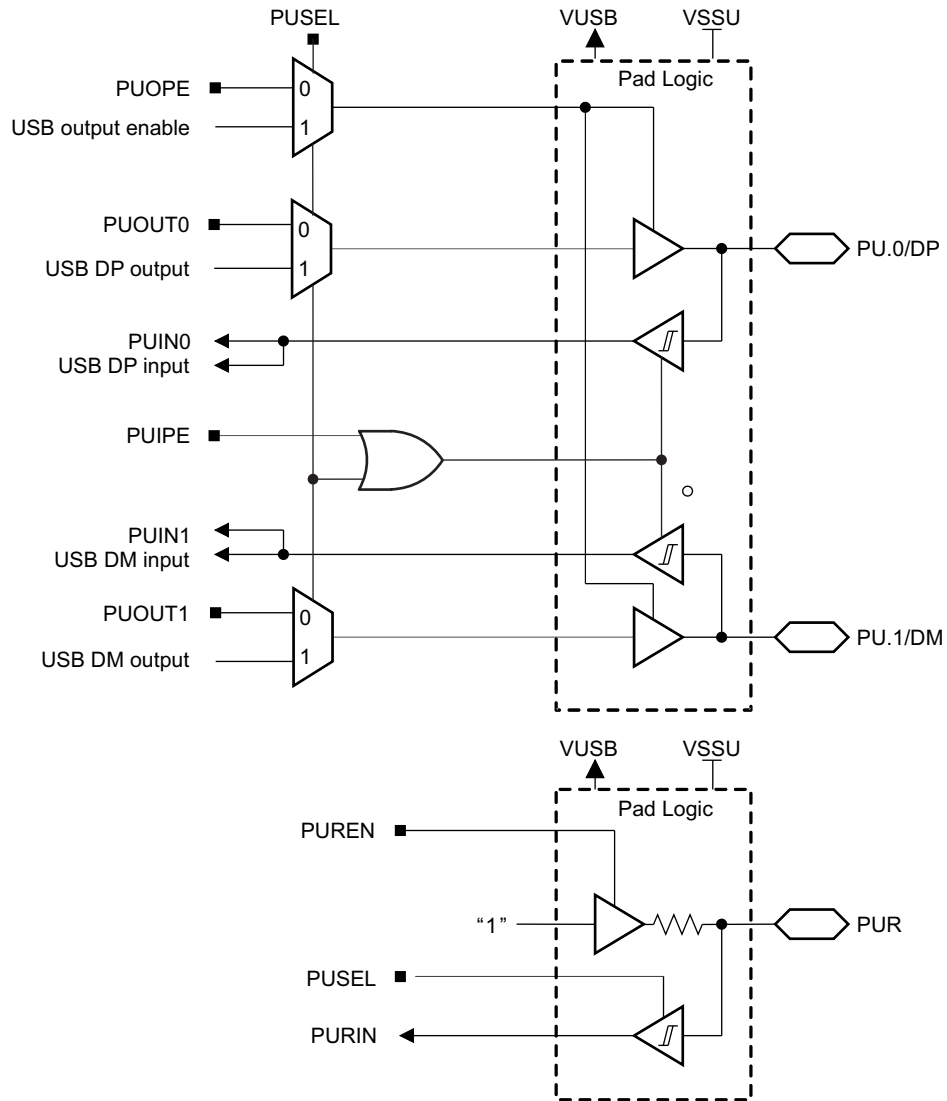 PUSEL
VUSB
VSSU
Pad Logic
PUOPE
0
USB output enable
1
PUOUT0
0
USB DP output
1
PU.0/DP
PUIN0
USB DP input
PUIPE
PUIN1
USB DM input
PUOUT1
0
USB DM output
1
PU.1/DM
VUSB
VSSU
Pad Logic
PUREN
“1”
PUR
PUSEL
PURIN